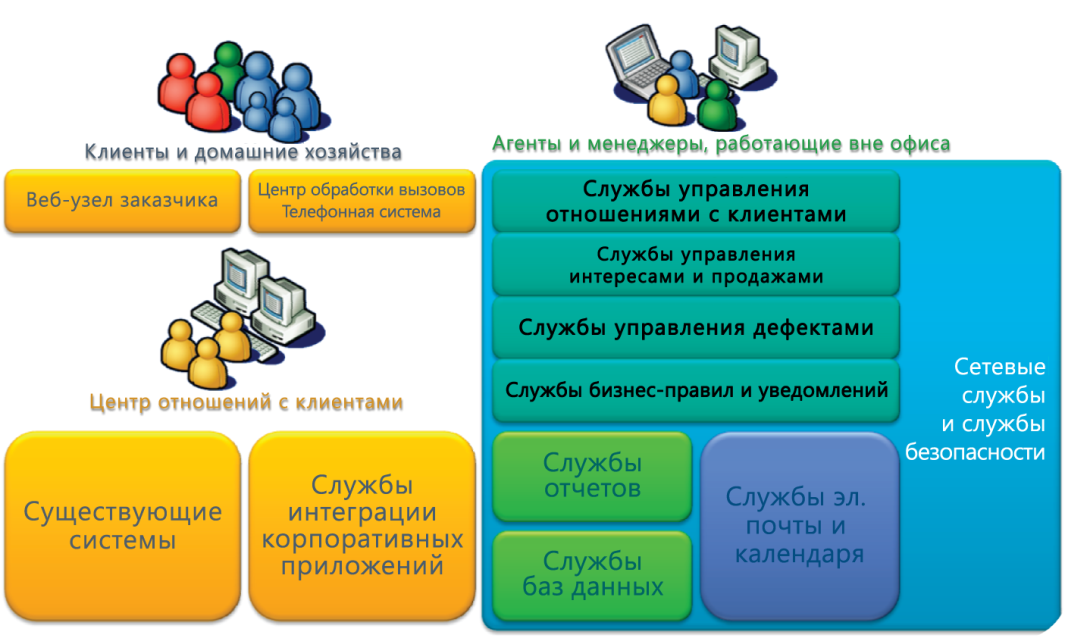 Клиенты и домашние хозяйства
Веб-узел заказчика
Центр обработки вызовов
Телефонная система
Центр отношений с клиентами
Существующие
системы
Службы
интеграции
корпоративных
приложений
Агенты и менеджеры, работающие вне офиса
Службы управления
отношениями с клиентами
Службы управления
интересами и продажами
Службы управления дефектами
Службы бизнес-правил и уведомлений
Службы
отчетов
Службы
баз данных
Службы эл.
почты и
календаря
Сетевые
службы
и службы
безопасности